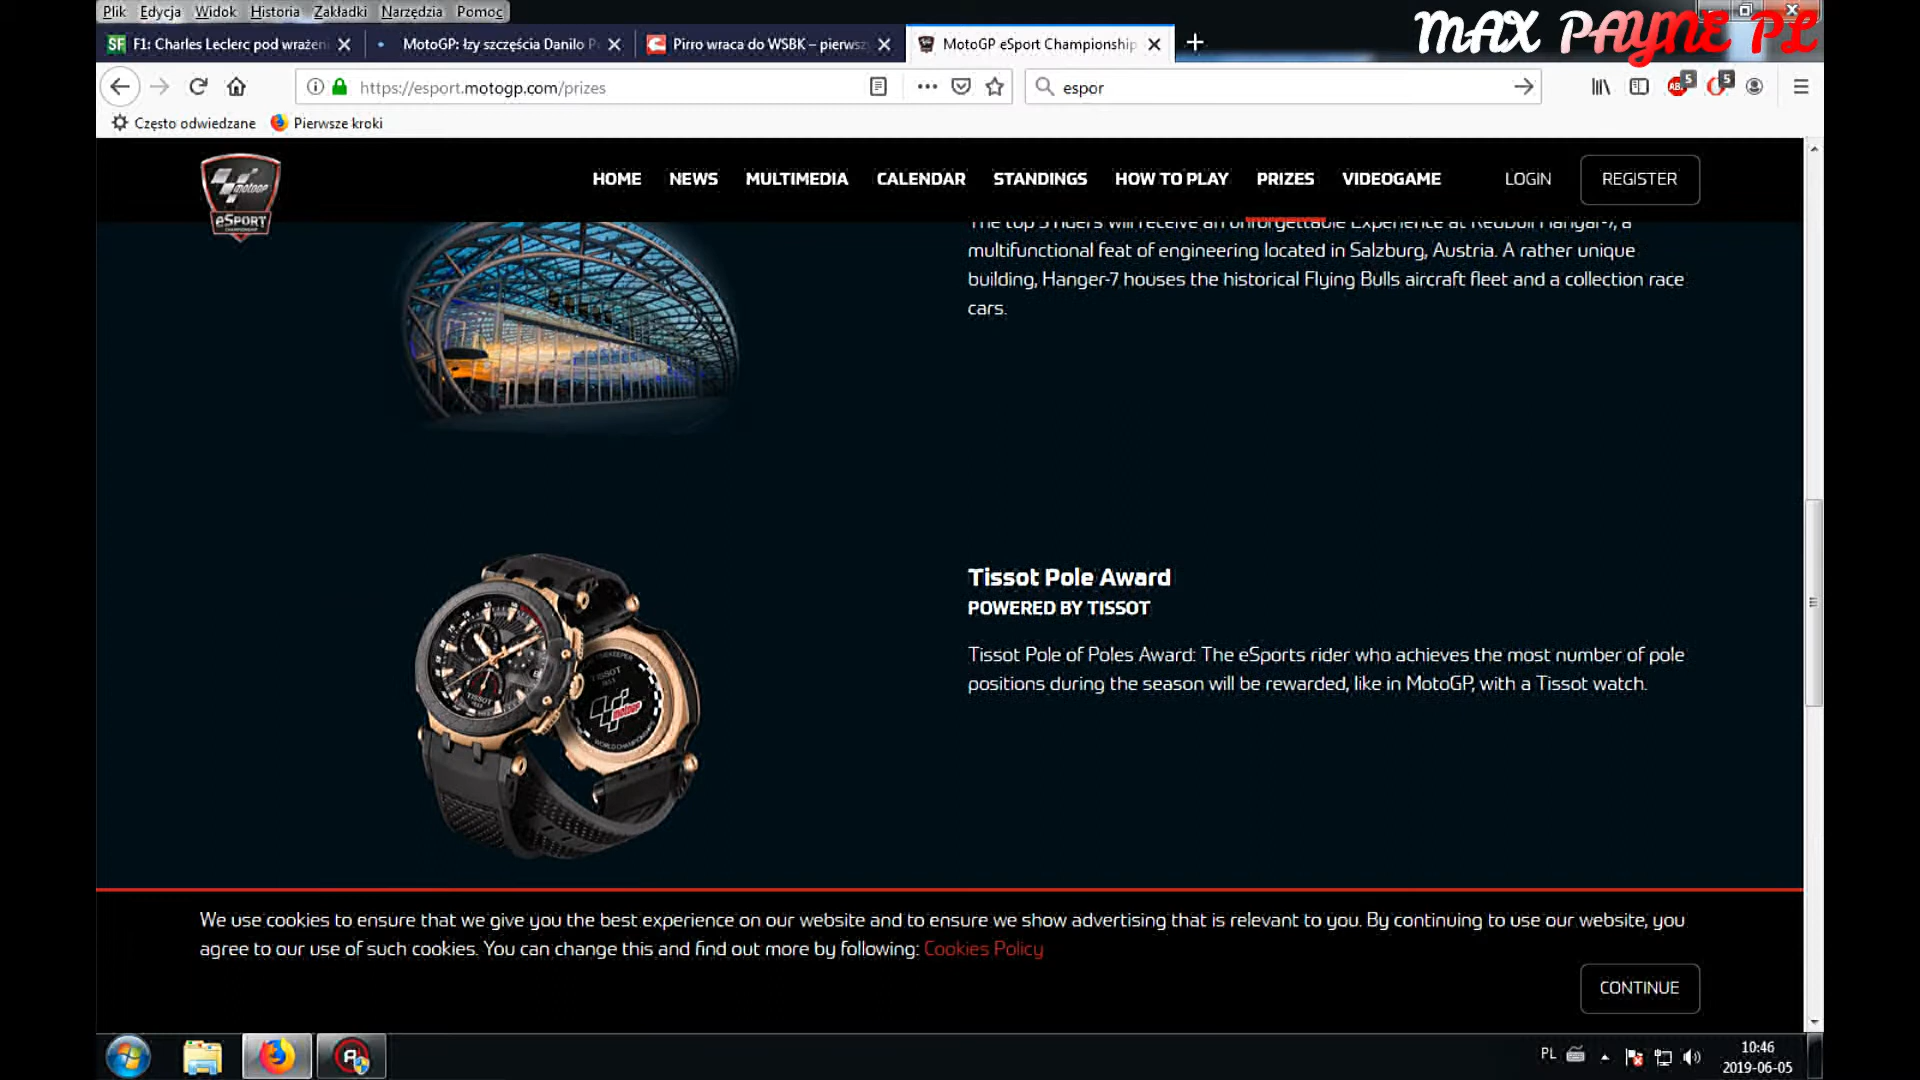 Plik Edycja Widok Historia Zakładki Narzędzia Pomoc
MAX PAYNE PL
F1: Charles Leclerc pod wrażen
MotoGP: łzy szczęścia Danilo P
Pirro wraca do WSBK – pierwsz
MotoGP eSport Championship
https://esport.motogp.com/prizes
espor
5
5
Często odwiedzane
Pierwsze kroki
motogp
eSPORT
CHAMPIONSHIP
HOME NEWS MULTIMEDIA CALENDAR STANDINGS HOW TO PLAY PRIZES VIDEOGAME LOGIN REGISTER
The top 3 riders will receive an unforgettable Experience at RedBull Hangar-7, a
multifunctional feat of engineering located in Salzburg, Austria. A rather unique
building, Hanger-7 houses the historical Flying Bulls aircraft fleet and a collection race
cars.
Tissot Pole Award
POWERED BY TISSOT
Tissot Pole of Poles Award: The eSports rider who achieves the most number of pole
positions during the season will be rewarded, like in MotoGP, with a Tissot watch.
TISSOT
TISSOT
motogp
We use cookies to ensure that we give you the best experience on our website and to ensure we show advertising that is relevant to you. By continuing to use our website, you
agree to our use of such cookies. You can change this and find out more by following: Cookies Policy
CONTINUE
PL
10:46
2019-06-05